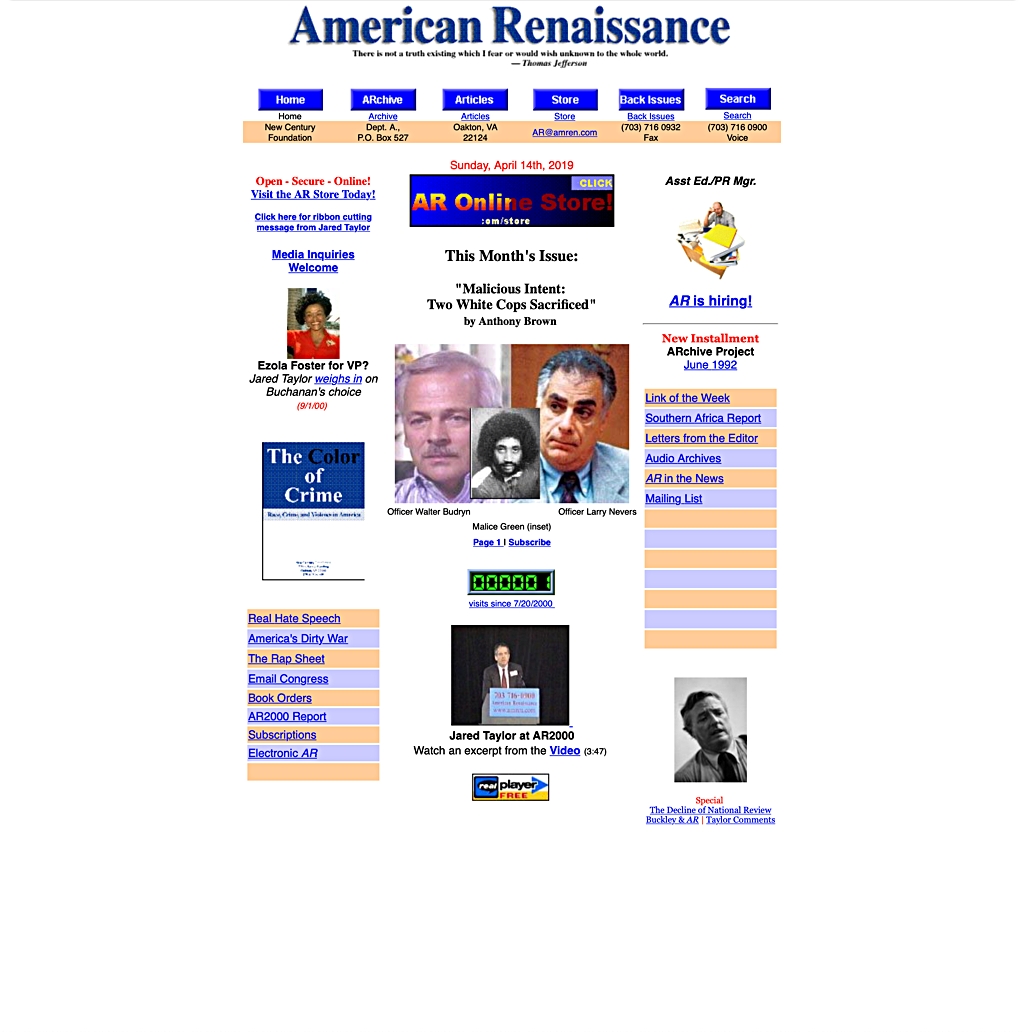 American Renaissance
There is not a truth existing which I fear or would wish unknown to the whole world.
— Thomas Jefferson
Home ARchive Articles Store Back Issues Search
Home Archive Articles Store Back Issues Search
New Century Foundation
Dept. A., P.O. Box 527
Oakton, VA 22124
AR@amren.com
(703) 716 0932 Fax
(703) 716 0900 Voice
Open - Secure - Online!
Visit the AR Store Today!
Click here for ribbon cutting
message from Jared Taylor
Media Inquiries
Welcome
Ezola Foster for VP?
Jared Taylor weighs in on
Buchanan's choice
(9/1/00)
The Color
of
Crime
Race, Crime, and Violence in America
Real Hate Speech
America's Dirty War
The Rap Sheet
Email Congress
Book Orders
AR2000 Report
Subscriptions
Electronic AR
Sunday, April 14th, 2019
CLICK
AR Online Store!
:om/store
This Month's Issue:
"Malicious Intent:
Two White Cops Sacrificed"
by Anthony Brown
Officer Walter Budryn Officer Larry Nevers
Malice Green (inset)
Page 1 | Subscribe
000001
visits since 7/20/2000
703 716-0900
American Renaissance
Jared Taylor at AR2000
Watch an excerpt from the Video (3:47)
real player
FREE
Asst Ed./PR Mgr.
AR is hiring!
New Installment
ARchive Project
June 1992
Link of the Week
Southern Africa Report
Letters from the Editor
Audio Archives
AR in the News
Mailing List
Special
The Decline of National Review
Buckley & AR | Taylor Comments